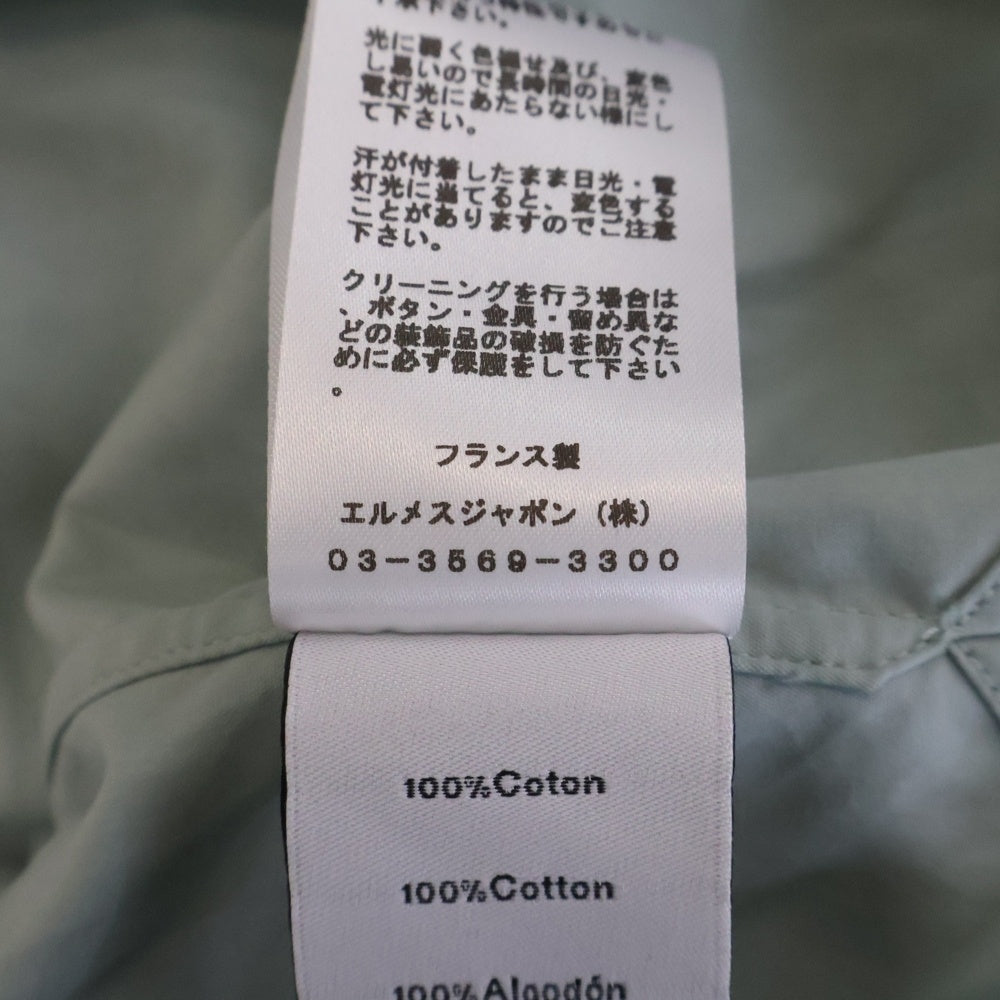 了承下さい。
光に弱く色褪せ及び、変色
し易いので長時間の日光・
電灯光にあたらない様にし
て下さい。
汗が付着したまま日光・電
灯光に当てると、変色する
ことがありますのでご注意
下さい。
クリーニングを行う場合は
、ボタン・金具・留め具な
どの装飾品の破損を防ぐた
めに必ず保護をして下さい
。
フランス製
エルメスジャポン（株）
03-3569-3300
100%Coton
100%Cotton
100%Algodón